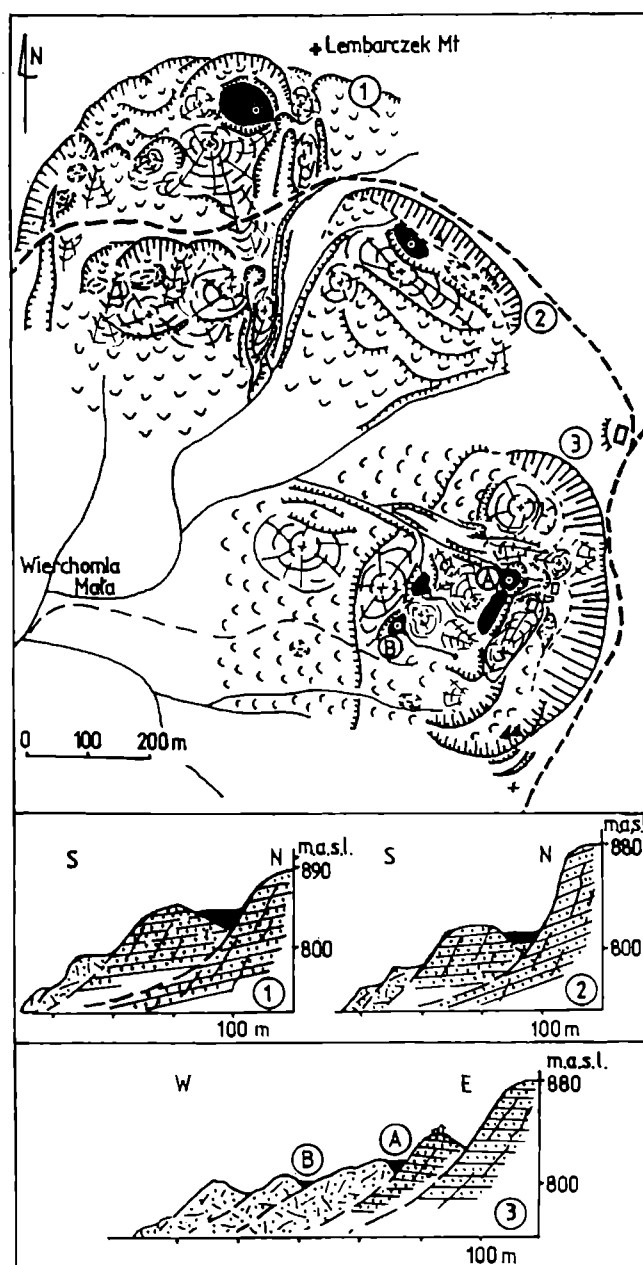 N
+ Lembarczek Mt
1
2
3
A
Wierchomla
Mała
B
0 100 200 m
S N
m.a.s.l.
890
800
1
100 m
S N
m.a.s.l.
880
800
2
100 m
W E
m.a.s.l.
880
A
B
800
3
100 m